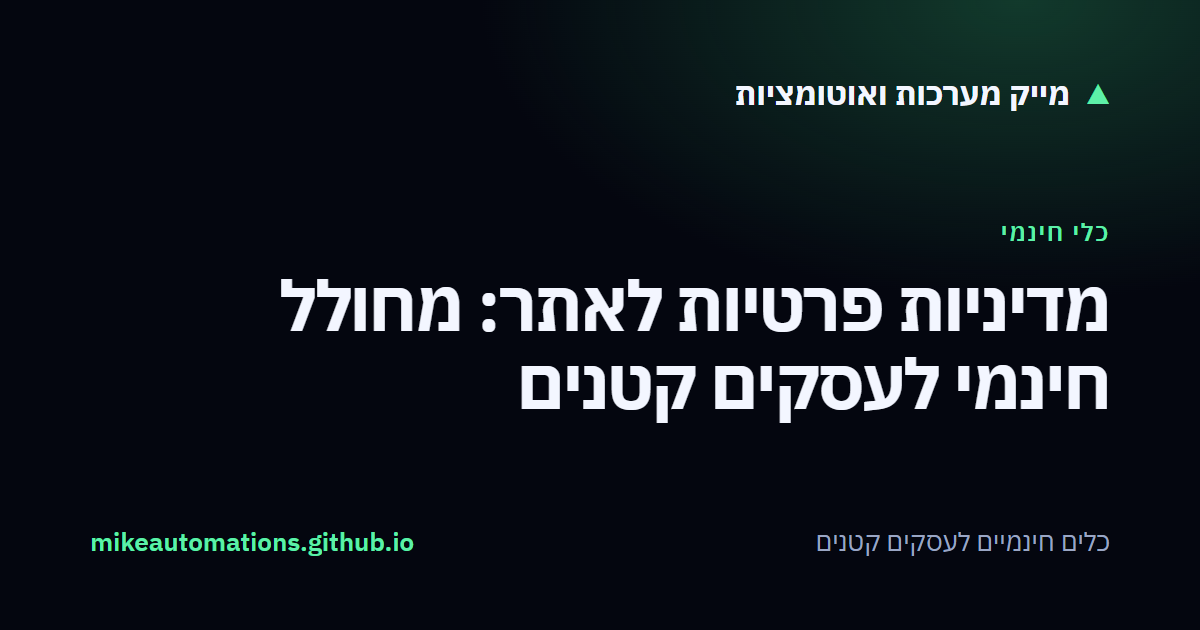 מייק מערכות ואוטומציות
כלי חינמי
מדיניות פרטיות לאתר: מחולל
חינמי לעסקים קטנים
כלים חינמיים לעסקים קטנים
mikeautomations.github.io